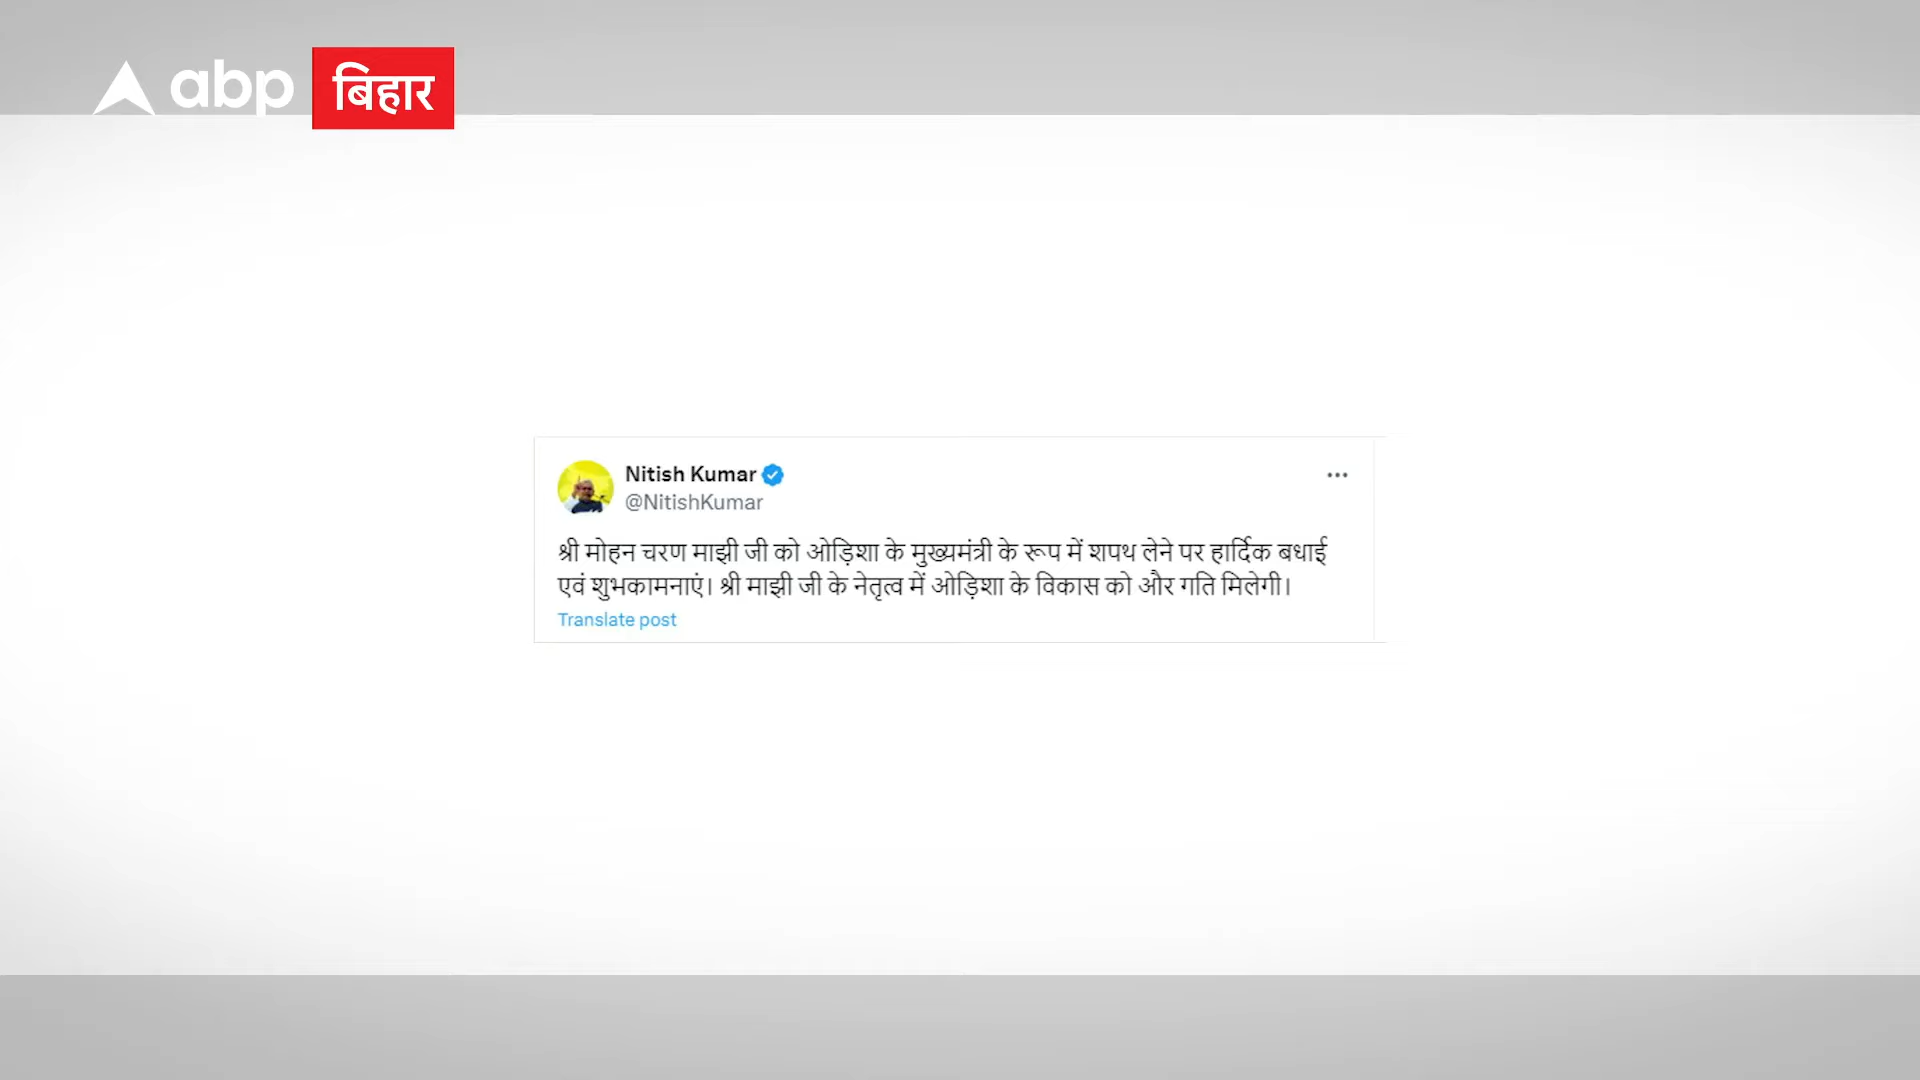 abp बिहार
Nitish Kumar
@NitishKumar
श्री मोहन चरण माझी जी को ओड़िशा के मुख्यमंत्री के रूप में शपथ लेने पर हार्दिक बधाई
एवं शुभकामनाएं। श्री माझी जी के नेतृत्व में ओड़िशा के विकास को और गति मिलेगी।
Translate post